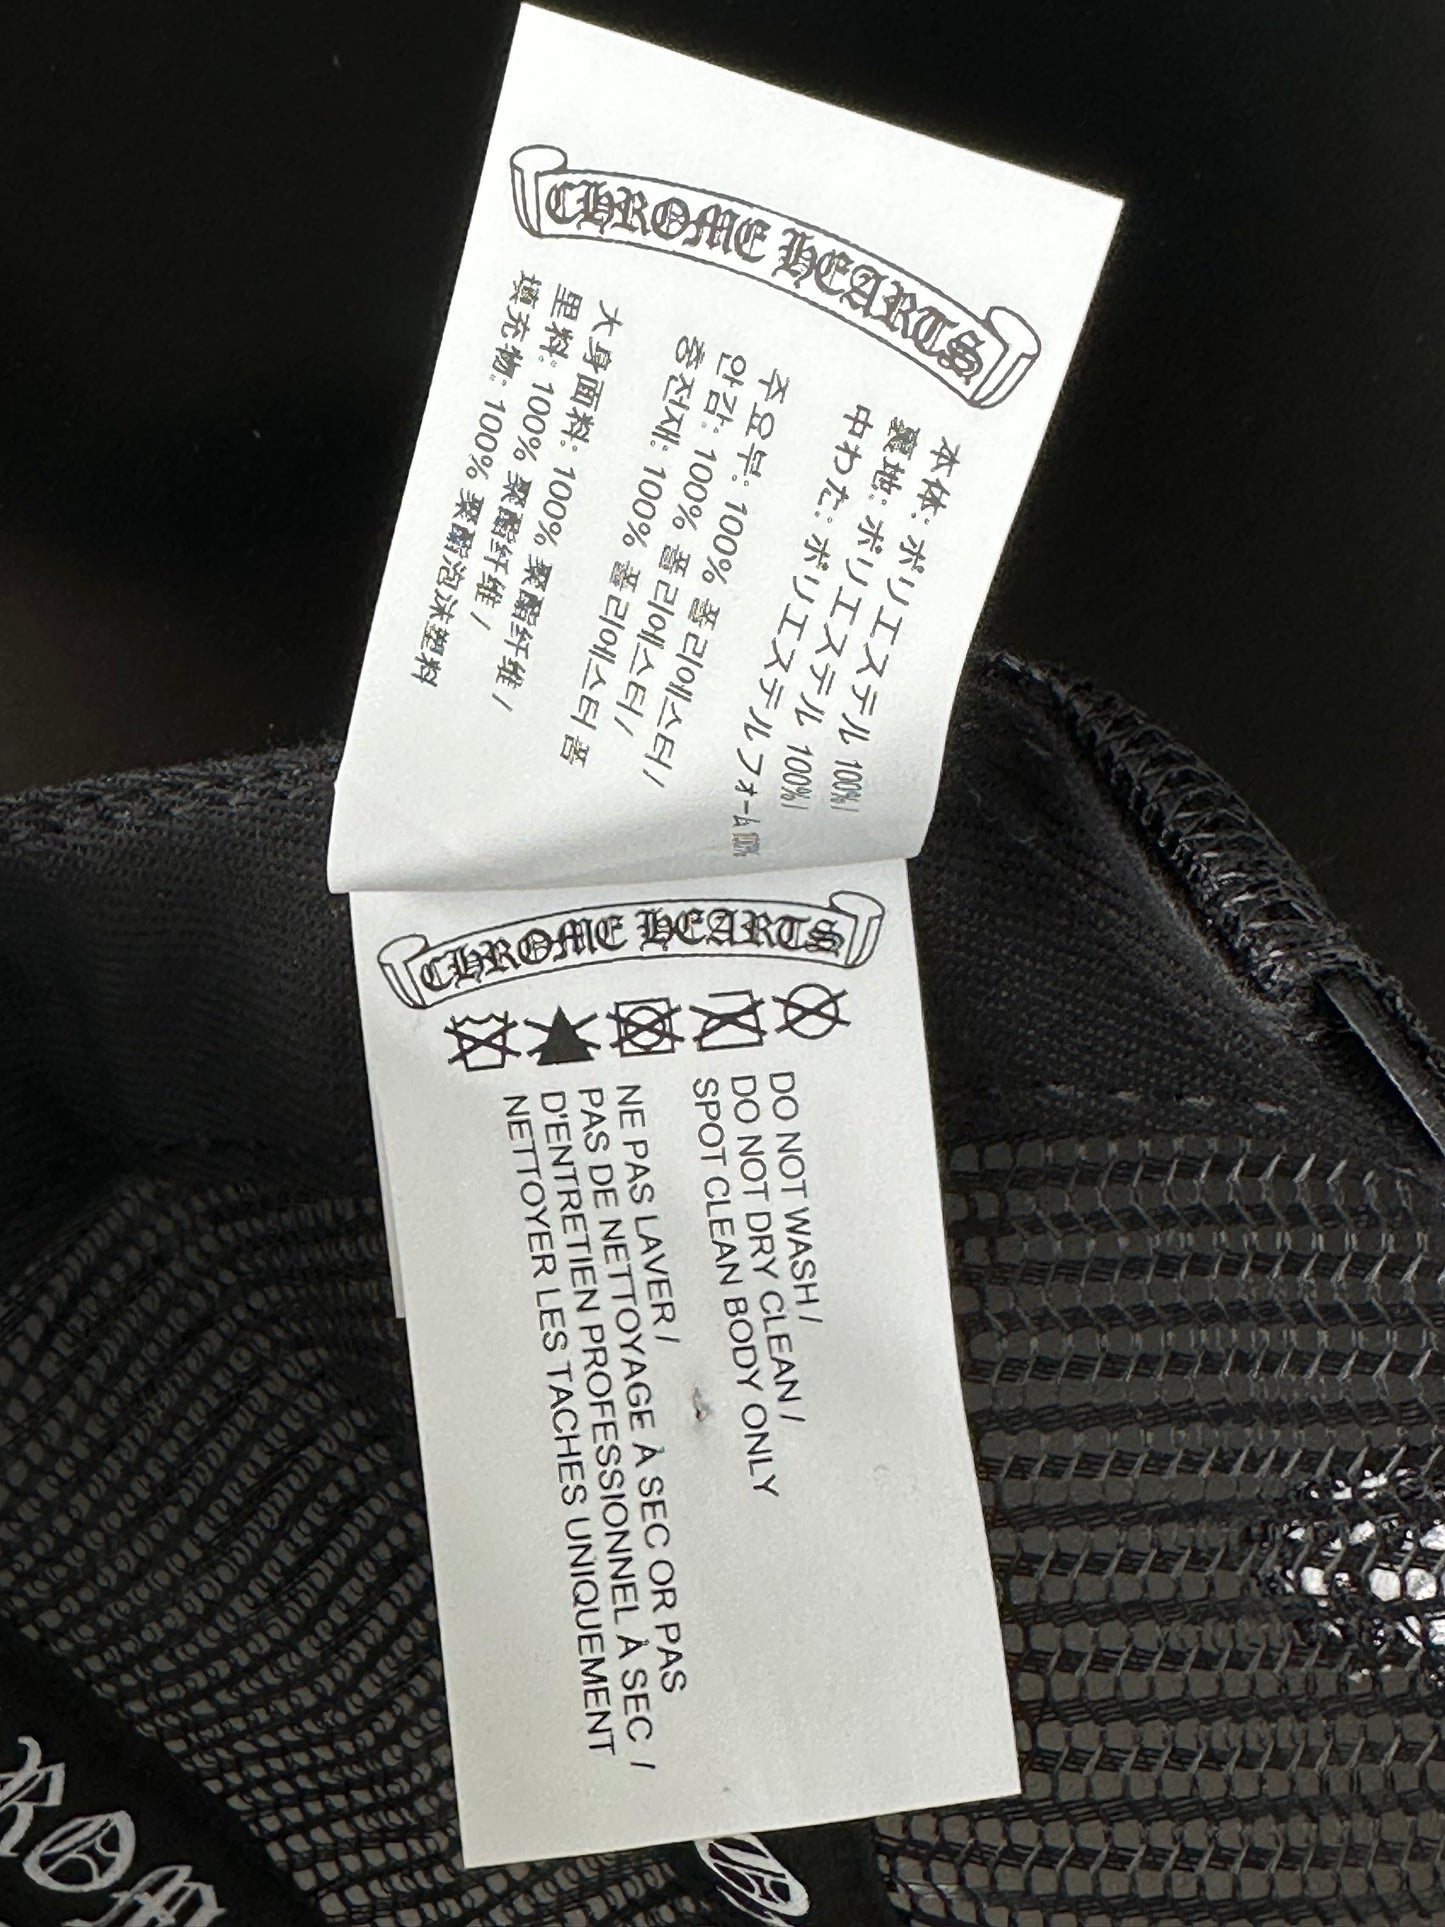 CHROME HEARTS
本体: ポリエステル 100% /
裏地: ポリエステル 100% /
中わた: ポリエステルフォーム 100%
주요부: 100% 폴리에스터 /
안감: 100% 폴리에스터 /
충전재: 100% 폴리에스터 폼
大身面料: 100% 聚酯纤维 /
里料: 100% 聚酯纤维 /
填充物: 100% 聚酯泡沫塑料
CHROME HEARTS
DO NOT WASH /
DO NOT DRY CLEAN /
SPOT CLEAN BODY ONLY
NE PAS LAVER /
PAS DE NETTOYAGE À SEC OR PAS
D'ENTRETIEN PROFESSIONNEL À SEC /
NETTOYER LES TACHES UNIQUEMENT